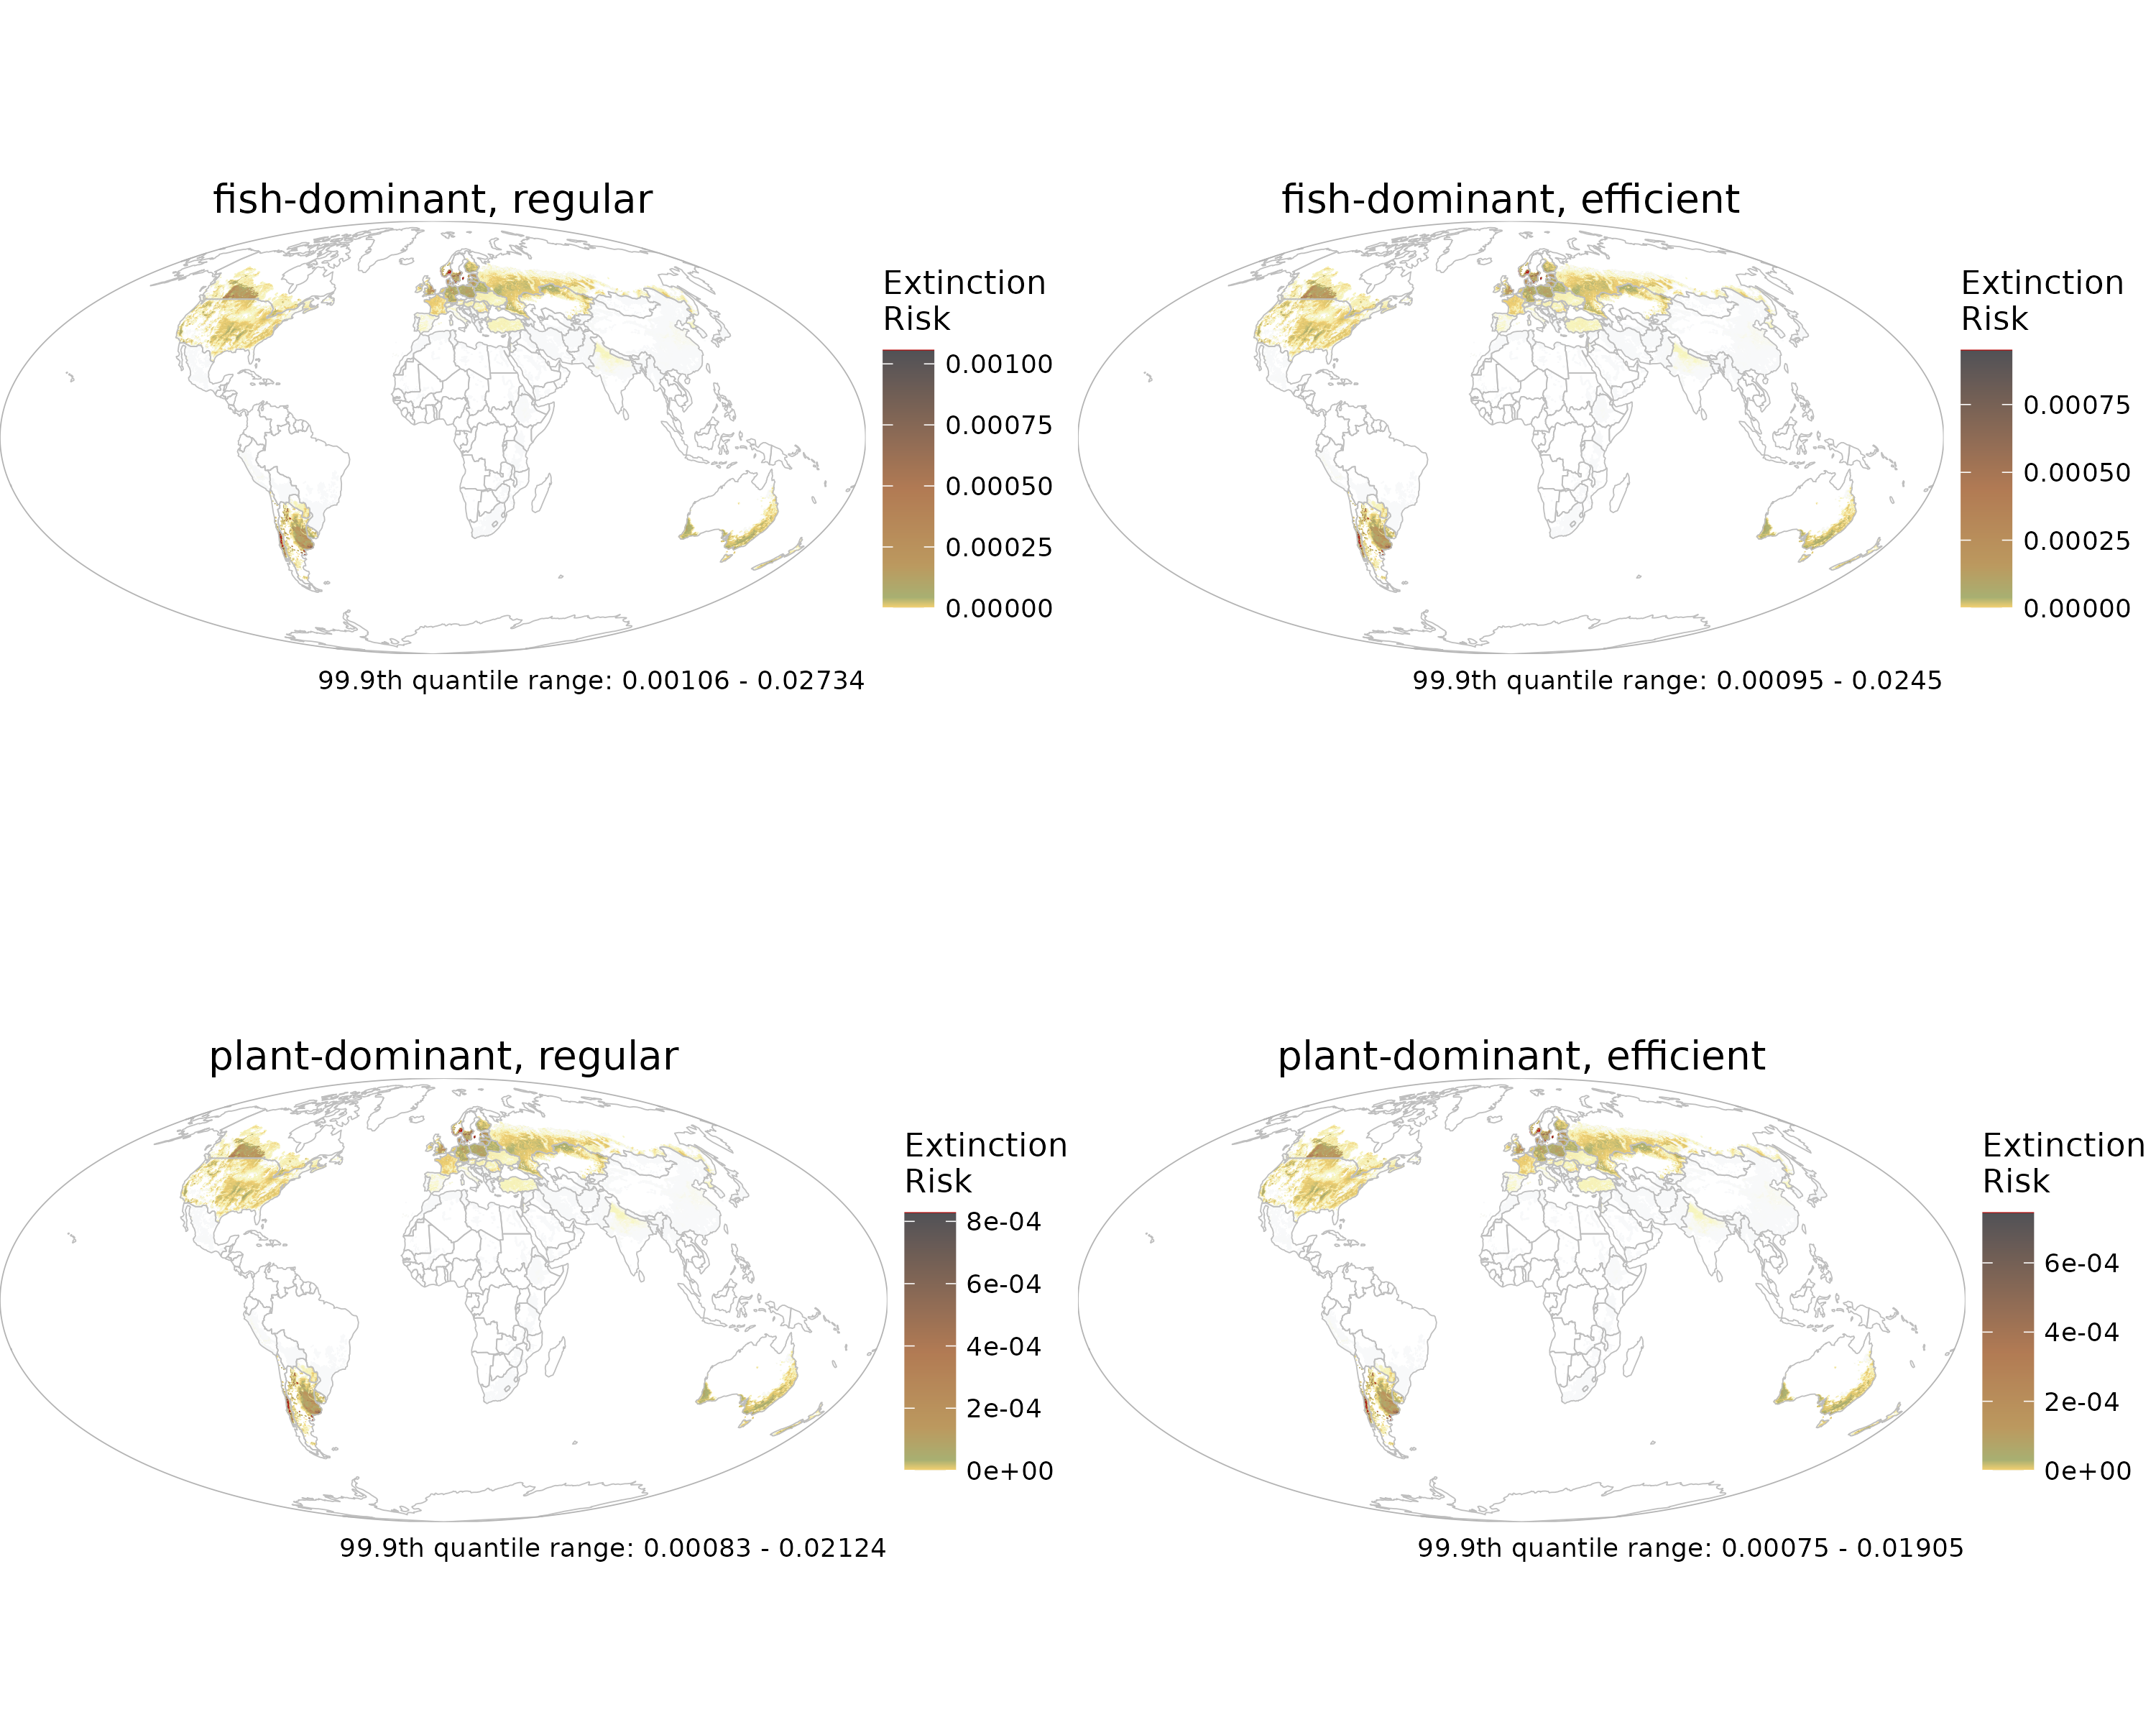 fish-dominant, regular
Extinction
Risk
0.00100
0.00075
0.00050
0.00025
0.00000
99.9th quantile range: 0.00106 - 0.02734
fish-dominant, efficient
Extinction
Risk
0.00075
0.00050
0.00025
0.00000
99.9th quantile range: 0.00095 - 0.0245
plant-dominant, regular
Extinction
Risk
8e-04
6e-04
4e-04
2e-04
0e+00
99.9th quantile range: 0.00083 - 0.02124
plant-dominant, efficient
Extinction
Risk
6e-04
4e-04
2e-04
0e+00
99.9th quantile range: 0.00075 - 0.01905